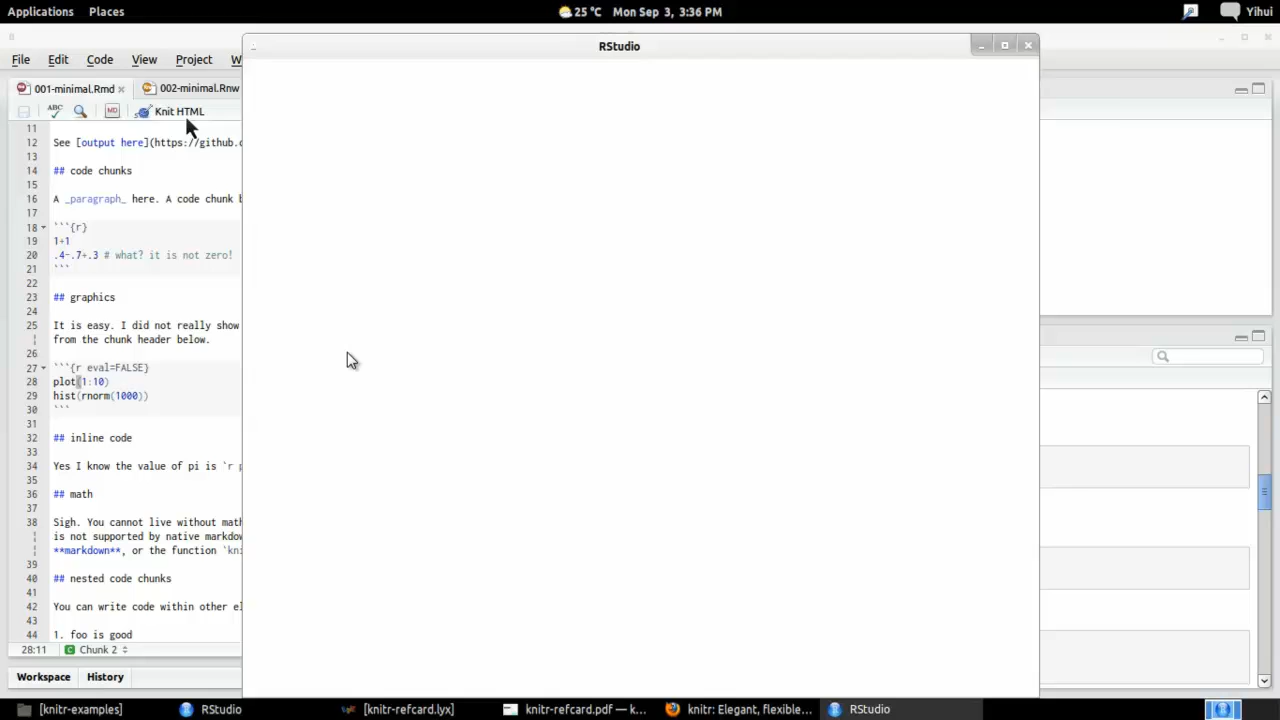 Applications Places 25 °C Mon Sep 3, 3:36 PM Yihui
RStudio
File Edit Code View Project W
001-minimal.Rmd 002-minimal.Rnw
ABC MD Knit HTML
11
12 See [output here](https://github.c
13
14 ## code chunks
15
16 A _paragraph_ here. A code chunk b
17
18 ```{r}
19 1+1
20 .4-.7+.3 # what? it is not zero!
21 ```
22
23 ## graphics
24
25 It is easy. I did not really show
from the chunk header below.
26
27 ```{r eval=FALSE}
28 plot(1:10)
29 hist(rnorm(1000))
30 ```
31
32 ## inline code
33
34 Yes I know the value of pi is `r p
35
36 ## math
37
38 Sigh. You cannot live without math
is not supported by native markdow
**markdown**, or the function `kni
39
40 ## nested code chunks
41
42 You can write code within other el
43
44 1. foo is good
28:11 C Chunk 2
Workspace History
[knitr-examples] RStudio [knitr-refcard.lyx] knitr-refcard.pdf — k... knitr: Elegant, flexible... RStudio